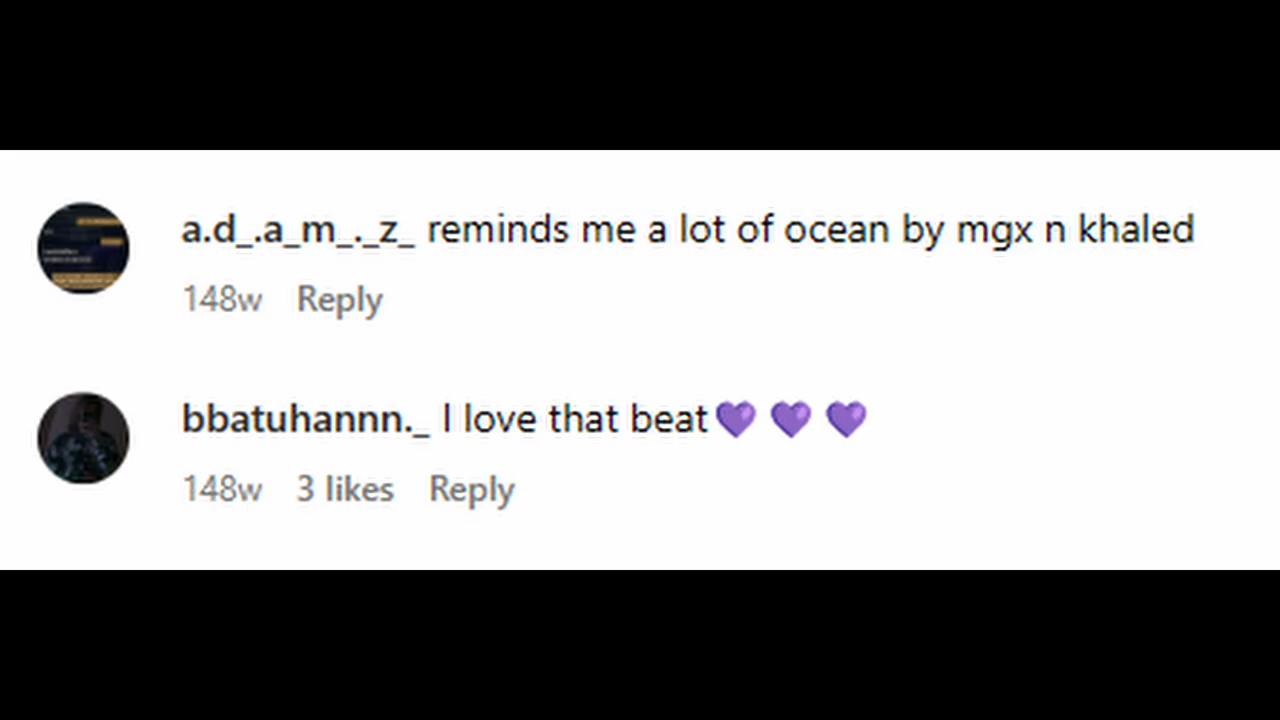 a.d_.a_m_._z_ reminds me a lot of ocean by mgx n khaled
148w Reply
bbatuhannn._ I love that beat💜💜💜
148w 3 likes Reply